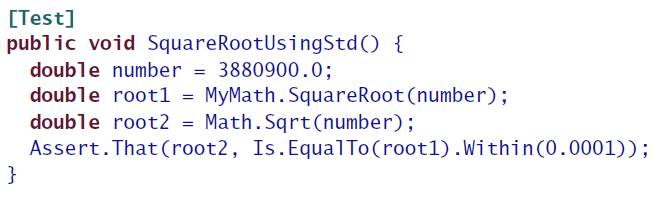 [Test]
public void SquareRootUsingStd() {
  double number = 3880900.0;
  double root1 = MyMath.SquareRoot(number);
  double root2 = Math.Sqrt(number);
  Assert.That(root2, Is.EqualTo(root1).Within(0.0001));
}